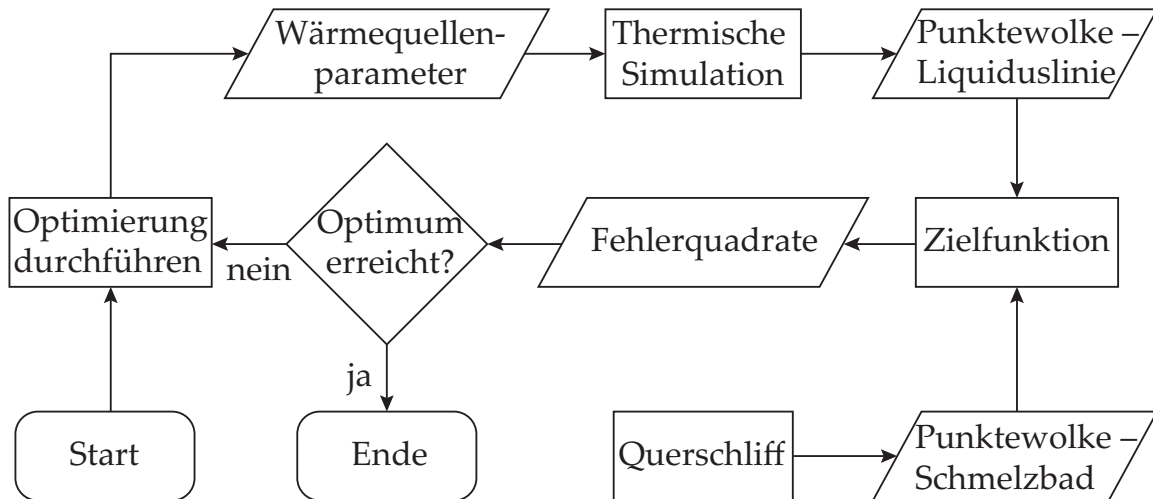 Wärmequellen-
parameter
Thermische
Simulation
Punktewolke –
Liquiduslinie
Optimierung
durchführen
nein
Optimum
erreicht?
Fehlerquadrate
Zielfunktion
ja
Start
Ende
Querschliff
Punktewolke –
Schmelzbad